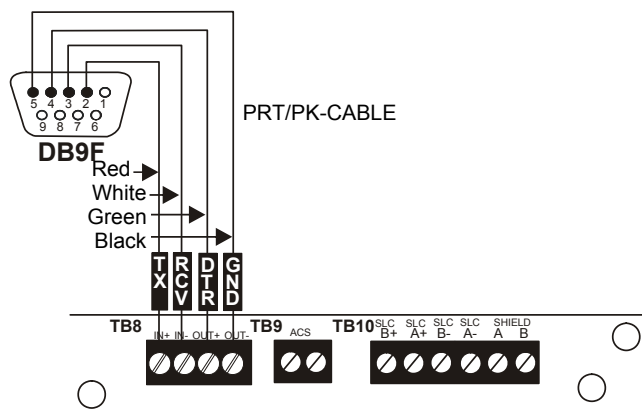 5 4 3 2 1
9 8 7 6
DB9F
PRT/PK-CABLE
Red
White
Green
Black
TX RCV DTR GND
TB8 IN+ IN- OUT+ OUT-
TB9 ACS
TB10 SLC B+ SLC A+ SLC B- SLC A- SHIELD A B